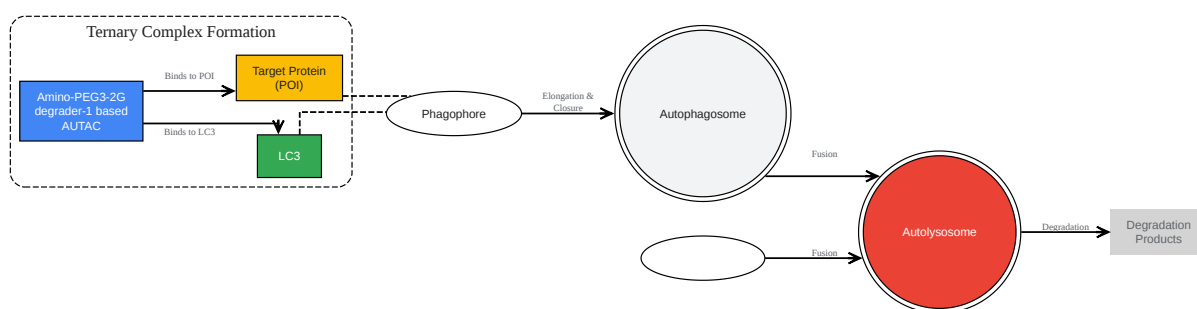 Ternary Complex Formation
Amino-PEG3-2G
degrader-1 based
AUTAC
Binds to POI
Binds to LC3
Target Protein
(POI)
LC3
Phagophore
Elongation &
Closure
Autophagosome
Fusion
Fusion
Autolysosome
Degradation
Degradation
Products